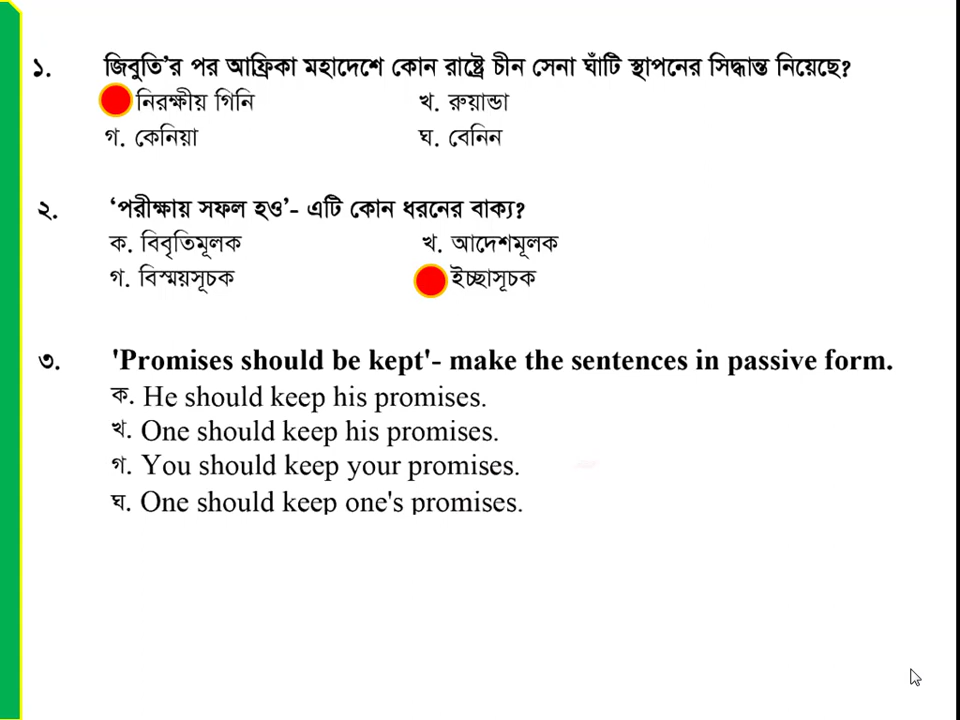 ১. জিবুতি'র পর আফ্রিকা মহাদেশে কোন রাষ্ট্রে চীন সেনা ঘাঁটি স্থাপনের সিদ্ধান্ত নিয়েছে?
নিরক্ষীয় গিনি খ. রুয়ান্ডা
গ. কেনিয়া ঘ. বেনিন
২. 'পরীক্ষায় সফল হও'- এটি কোন ধরনের বাক্য?
ক. বিবৃতিমূলক খ. আদেশমূলক
গ. বিস্ময়সূচক ইচ্ছাসূচক
৩. 'Promises should be kept'- make the sentences in passive form.
ক. He should keep his promises.
খ. One should keep his promises.
গ. You should keep your promises.
ঘ. One should keep one's promises.